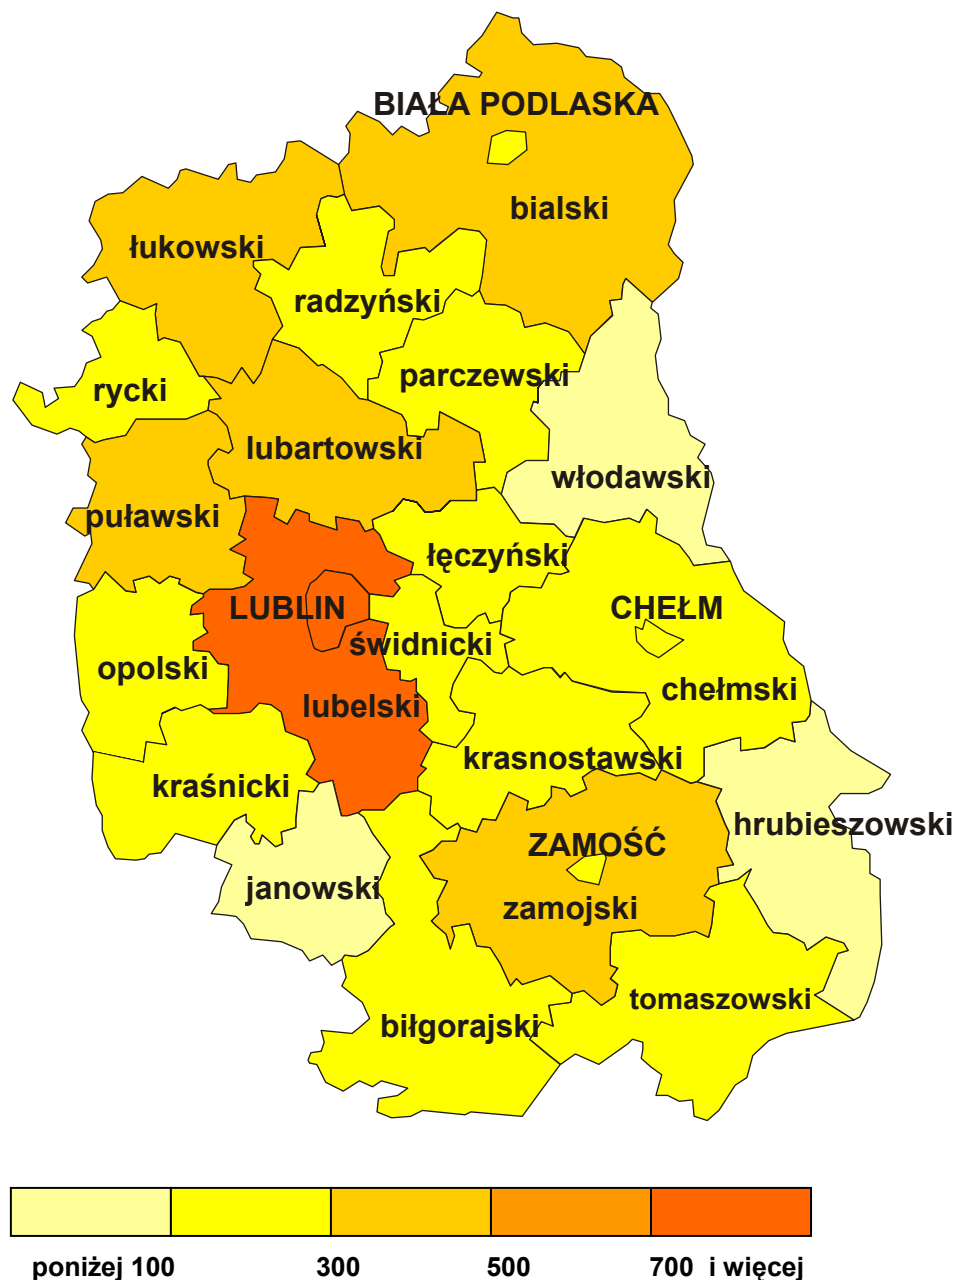 BIAŁA PODLASKA
bialski
łukowski
radzyński
parczewski
rycki
lubartowski
włodawski
puławski
łęczyński
LUBLIN
CHEŁM
świdnicki
opolski
chełmski
lubelski
krasnostawski
kraśnicki
hrubieszowski
ZAMOŚĆ
janowski
zamojski
tomaszowski
biłgorajski
poniżej 100 300 500 700 i więcej